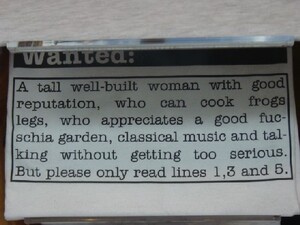 Wanted:
A tall well-built woman with good
reputation, who can cook frogs
legs, who appreciates a good fuc-
schia garden, classical music and tal-
king without getting too serious.
But please only read lines 1,3 and 5.